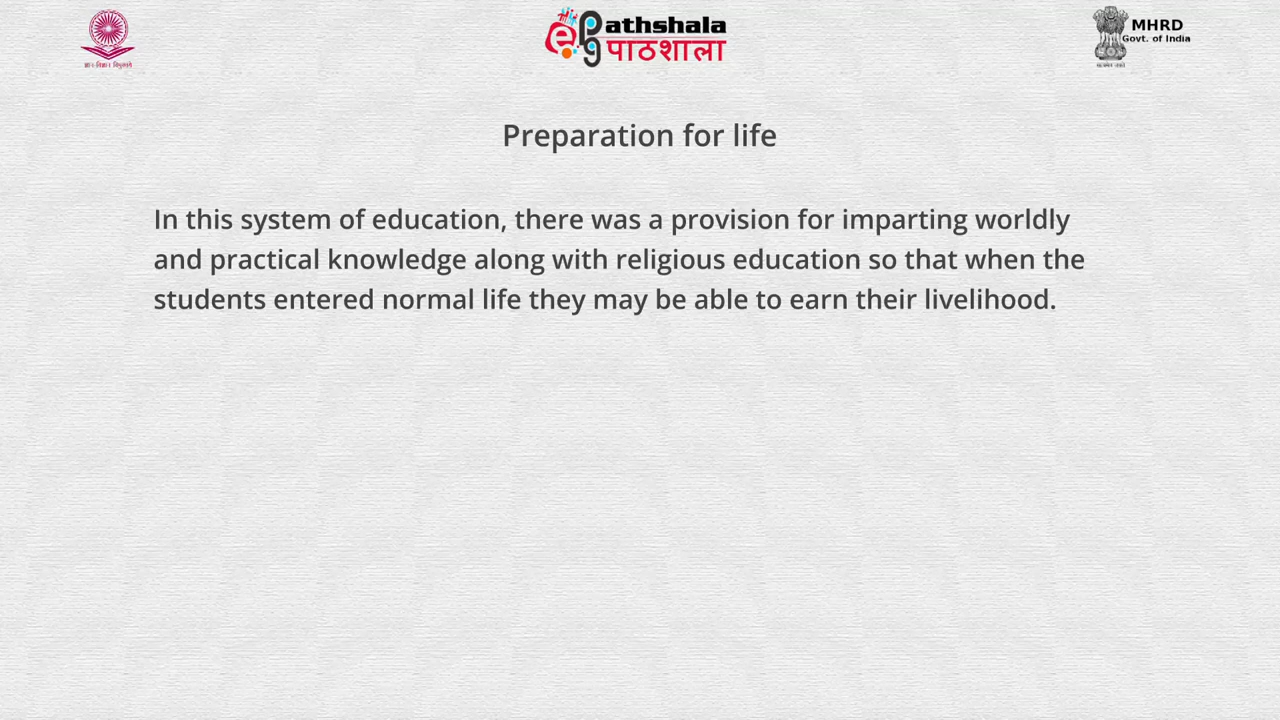 ePathshala
पाठशाला
MHRD
Govt. of India
Preparation for life
In this system of education, there was a provision for imparting worldly
and practical knowledge along with religious education so that when the
students entered normal life they may be able to earn their livelihood.